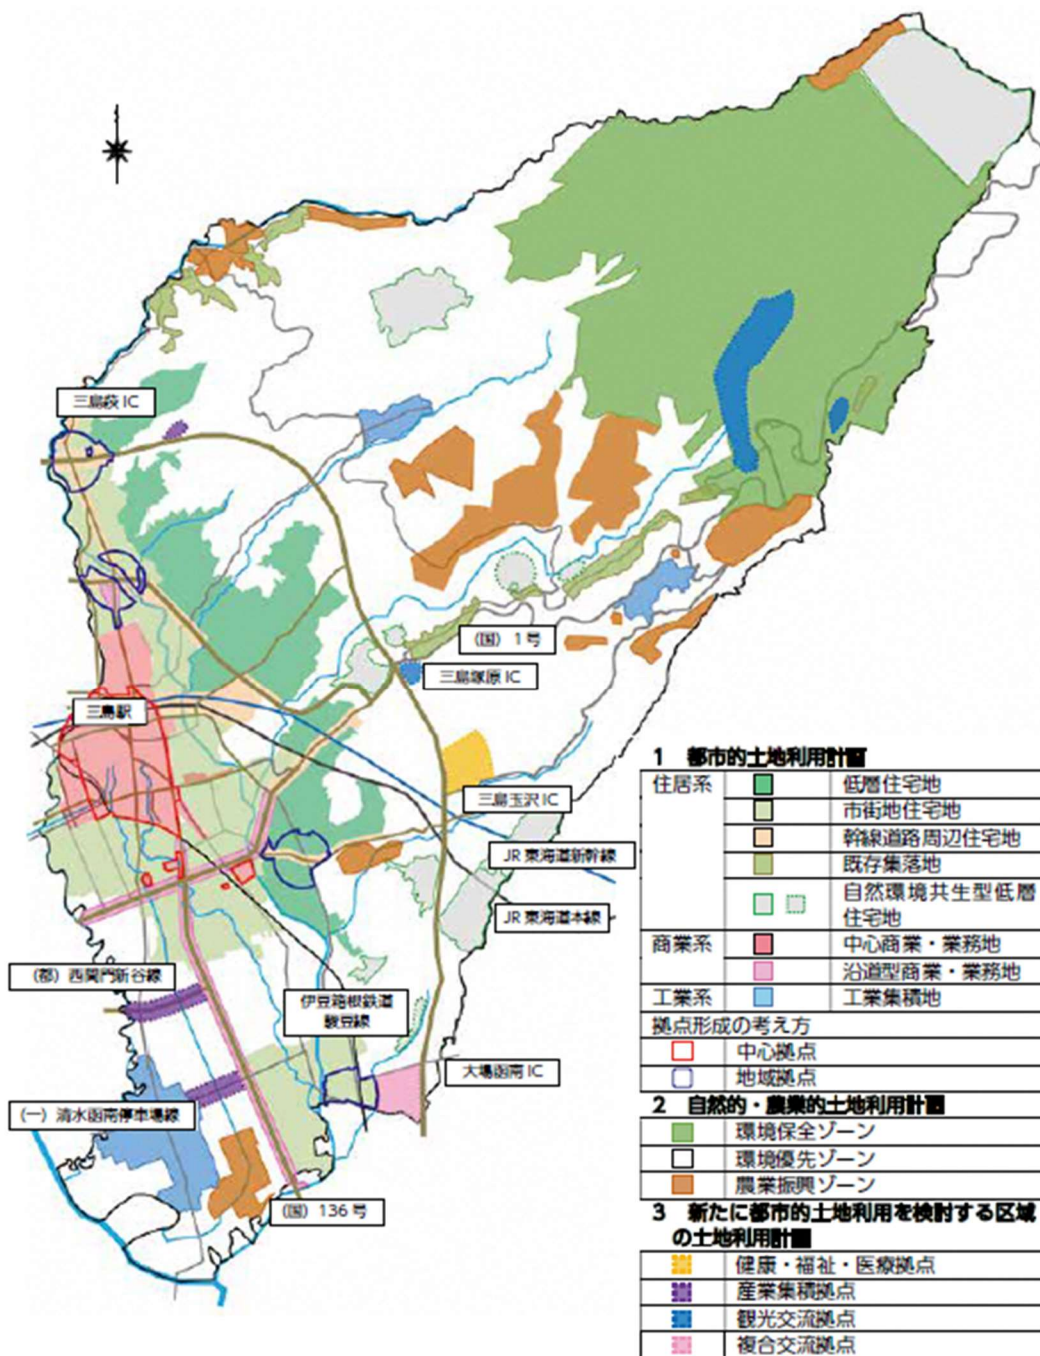 三島萩 IC
(国) 1号
三島塚原 IC
三島駅
三島玉沢 IC
JR 東海道新幹線
JR 東海道本線
(都) 西間門新谷線
伊豆箱根鉄道
駿豆線
大場函南 IC
(一) 清水函南停車場線
(国) 136号
1 都市的土地利用計画
住居系
低層住宅地
市街地住宅地
幹線道路周辺住宅地
既存集落地
自然環境共生型低層
住宅地
商業系
中心商業・業務地
沿道型商業・業務地
工業系
工業集積地
拠点形成の考え方
中心拠点
地域拠点
2 自然的・農業的土地利用計画
環境保全ゾーン
環境優先ゾーン
農業振興ゾーン
3 新たに都市的土地利用を検討する区域
の土地利用計画
健康・福祉・医療拠点
産業集積拠点
観光交流拠点
複合交流拠点